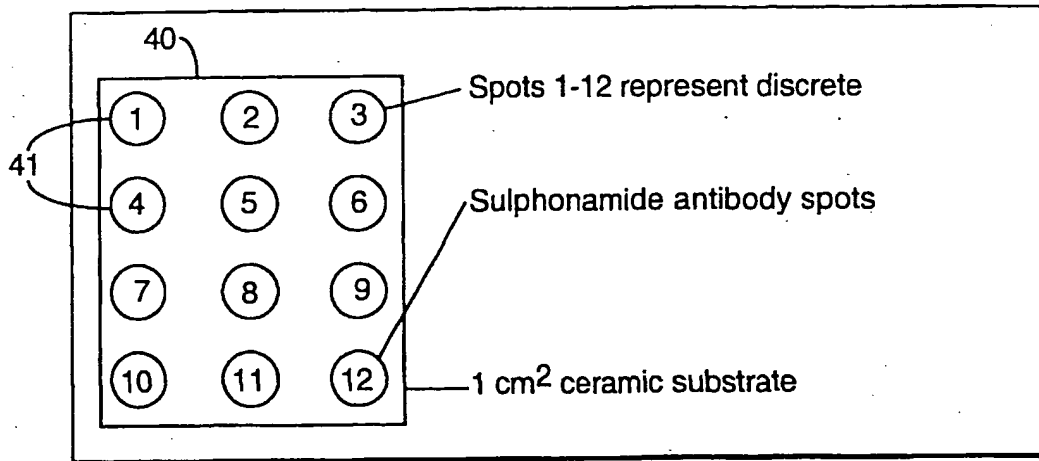 40
1 2 3
Spots 1-12 represent discrete
41
4 5 6
Sulphonamide antibody spots
7 8 9
10 11 12
1 cm² ceramic substrate